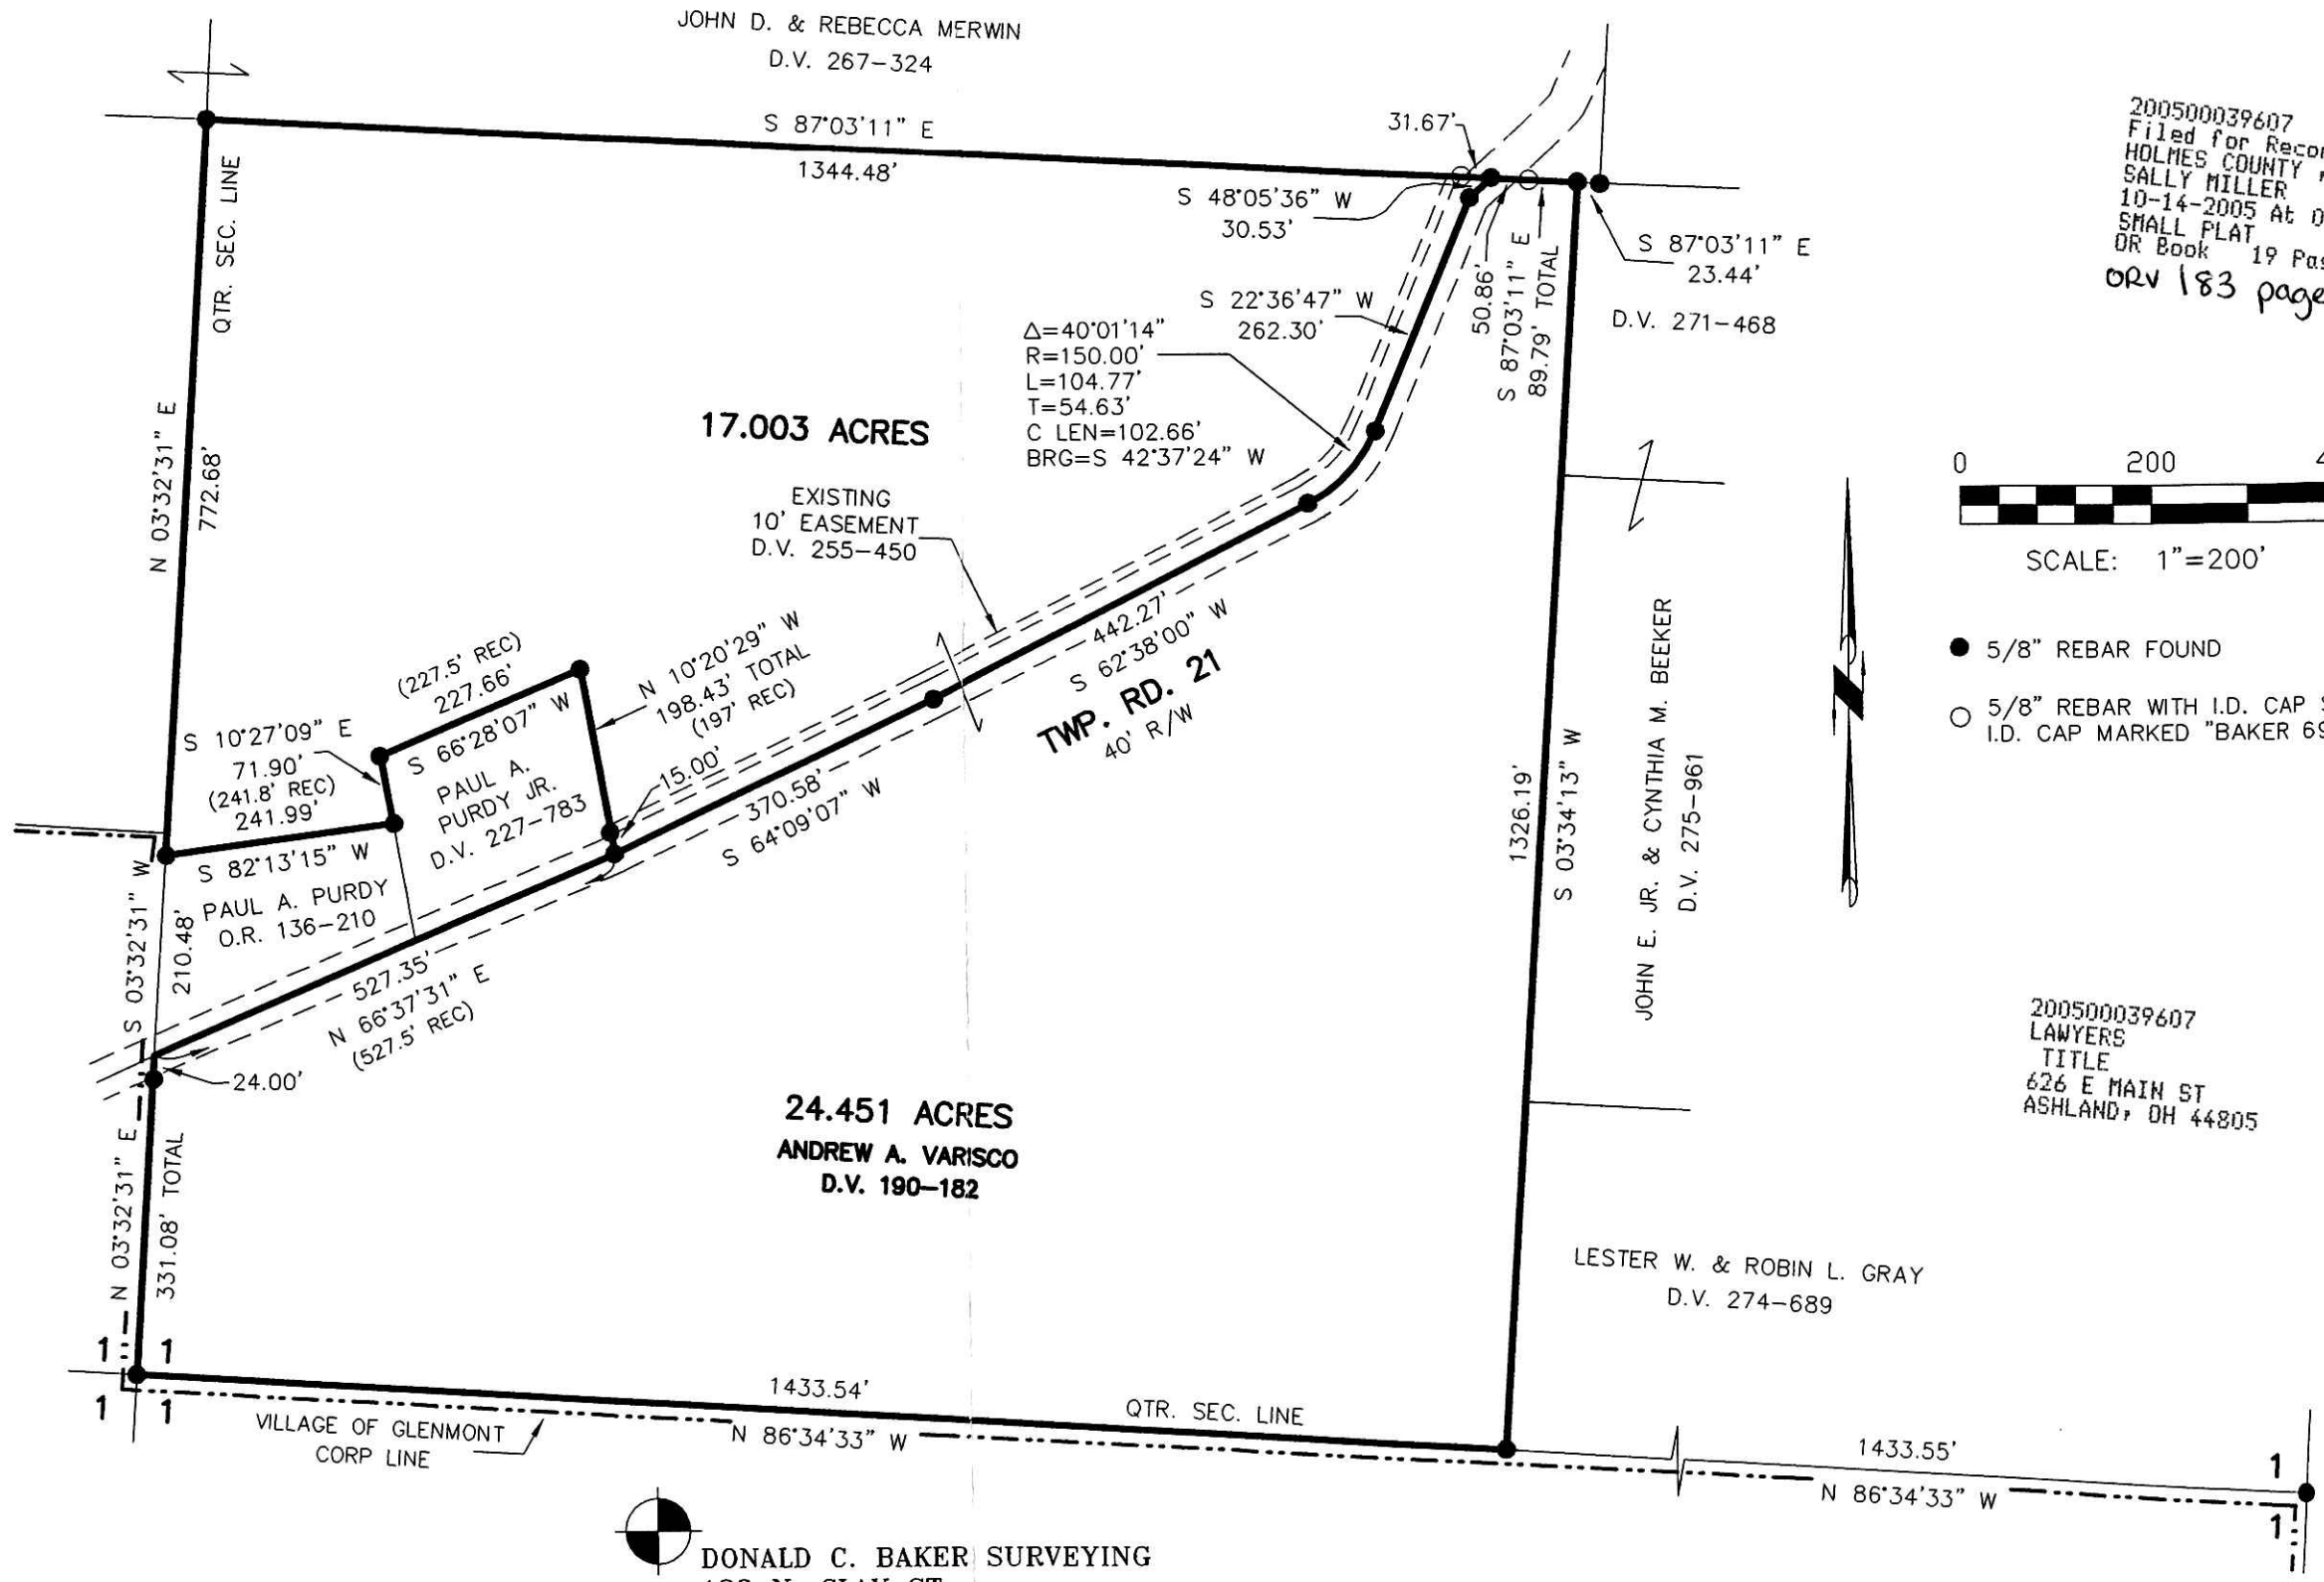 JOHN D. & REBECCA MERWIN
D.V. 267-324
S 87°03'11" E
1344.48'
31.67'
S 48°05'36" W
30.53'
50.86'
S 87°03'11" E
89.79' TOTAL
S 87°03'11" E
23.44'
D.V. 271-468
200500039607
Filed for
HOLMES COUNTY
SALLY MILLER
10-14-2005 At
SMALL PLAT
OR Book 19
ORV 183 page
QTR. SEC. LINE
N 03°32'31" E
772.68'
S 22°36'47" W
262.30'
Δ=40°01'14"
R=150.00'
L=104.77'
T=54.63'
C LEN=102.66'
BRG=S 42°37'24" W
17.003 ACRES
EXISTING
10' EASEMENT
D.V. 255-450
0 200
SCALE: 1"=200'
5/8" REBAR FOUND
5/8" REBAR WITH I.D. CAP
I.D. CAP MARKED "BAKER
(227.5' REC)
227.66'
S 66°28'07" W
N 10°20'29" W
198.43' TOTAL
(197' REC)
15.00'
442.27'
S 62°38'00" W
TWP. RD. 21
40' R/W
S 10°27'09" E
71.90'
(241.8' REC)
241.99'
S 82°13'15" W
PAUL A.
PURDY JR.
D.V. 227-783
370.58'
S 64°09'07" W
PAUL A. PURDY
O.R. 136-210
S 03°32'31" W
210.48'
527.35'
N 66°37'31" E
(527.5' REC)
24.00'
1326.19'
S 03°34'13" W
JOHN E. JR. & CYNTHIA M. BEEKER
D.V. 275-961
200500039607
LAWYERS
TITLE
626 E MAIN ST
ASHLAND, OH 44805
N 03°32'31" E
331.08' TOTAL
24.451 ACRES
ANDREW A. VARISCO
D.V. 190-182
LESTER W. & ROBIN L. GRAY
D.V. 274-689
1 1
1 1
1433.54'
N 86°34'33" W
QTR. SEC. LINE
VILLAGE OF GLENMONT
CORP LINE
1433.55'
N 86°34'33" W
1
1
DONALD C. BAKER SURVEYING